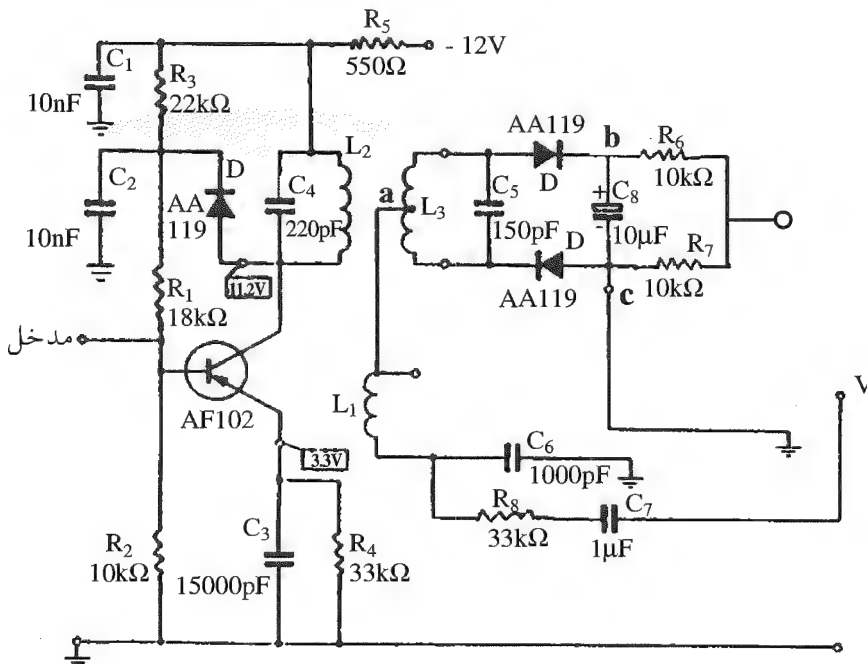 R5
550Ω
- 12V
C1
10nF
R3
22kΩ
C2
10nF
D
AA
119
C4
220pF
L2
11.2V
R1
18kΩ
مدخل
AF102
3.3V
R2
10kΩ
C3
15000pF
R4
33kΩ
a
L3
C5
150pF
AA119
D
b
R6
10kΩ
+
C8
-
10μF
D
AA119
R7
10kΩ
c
L1
C6
1000pF
R8
33kΩ
C7
1μF
V